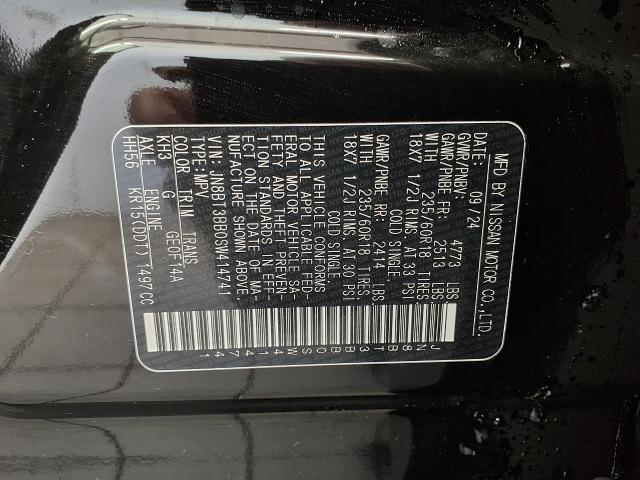 MFD BY NISSAN MOTOR CO.,LTD.
DATE: 09/24
GVWR/PNBV: 4773 LBS
GAWR/PNBE FR: 2513 LBS
WITH 235/60R18 TIRES.
18X7 1/2J RIMS, AT 33 PSI
COLD SINGLE.
GAWR/PNBE RR: 2414 LBS
WITH 235/60R18 TIRES.
18X7 1/2J RIMS, AT 30 PSI
COLD SINGLE.
THIS VEHICLE CONFORMS
TO ALL APPLICABLE FED-
ERAL MOTOR VEHICLE SA-
FETY AND THEFT PREVEN-
TION STANDARDS IN EFF-
ECT ON THE DATE OF MA-
NUFACTURE SHOWN ABOVE.
VIN: JN8BT3BB0SW414741
TYPE: MPV
COLOR TRIM TRANS
KH3 G GE0F14A
AXLE ENGINE
HH56 KR15(DDT) 1497CC
JN8BT3BB0SW414741